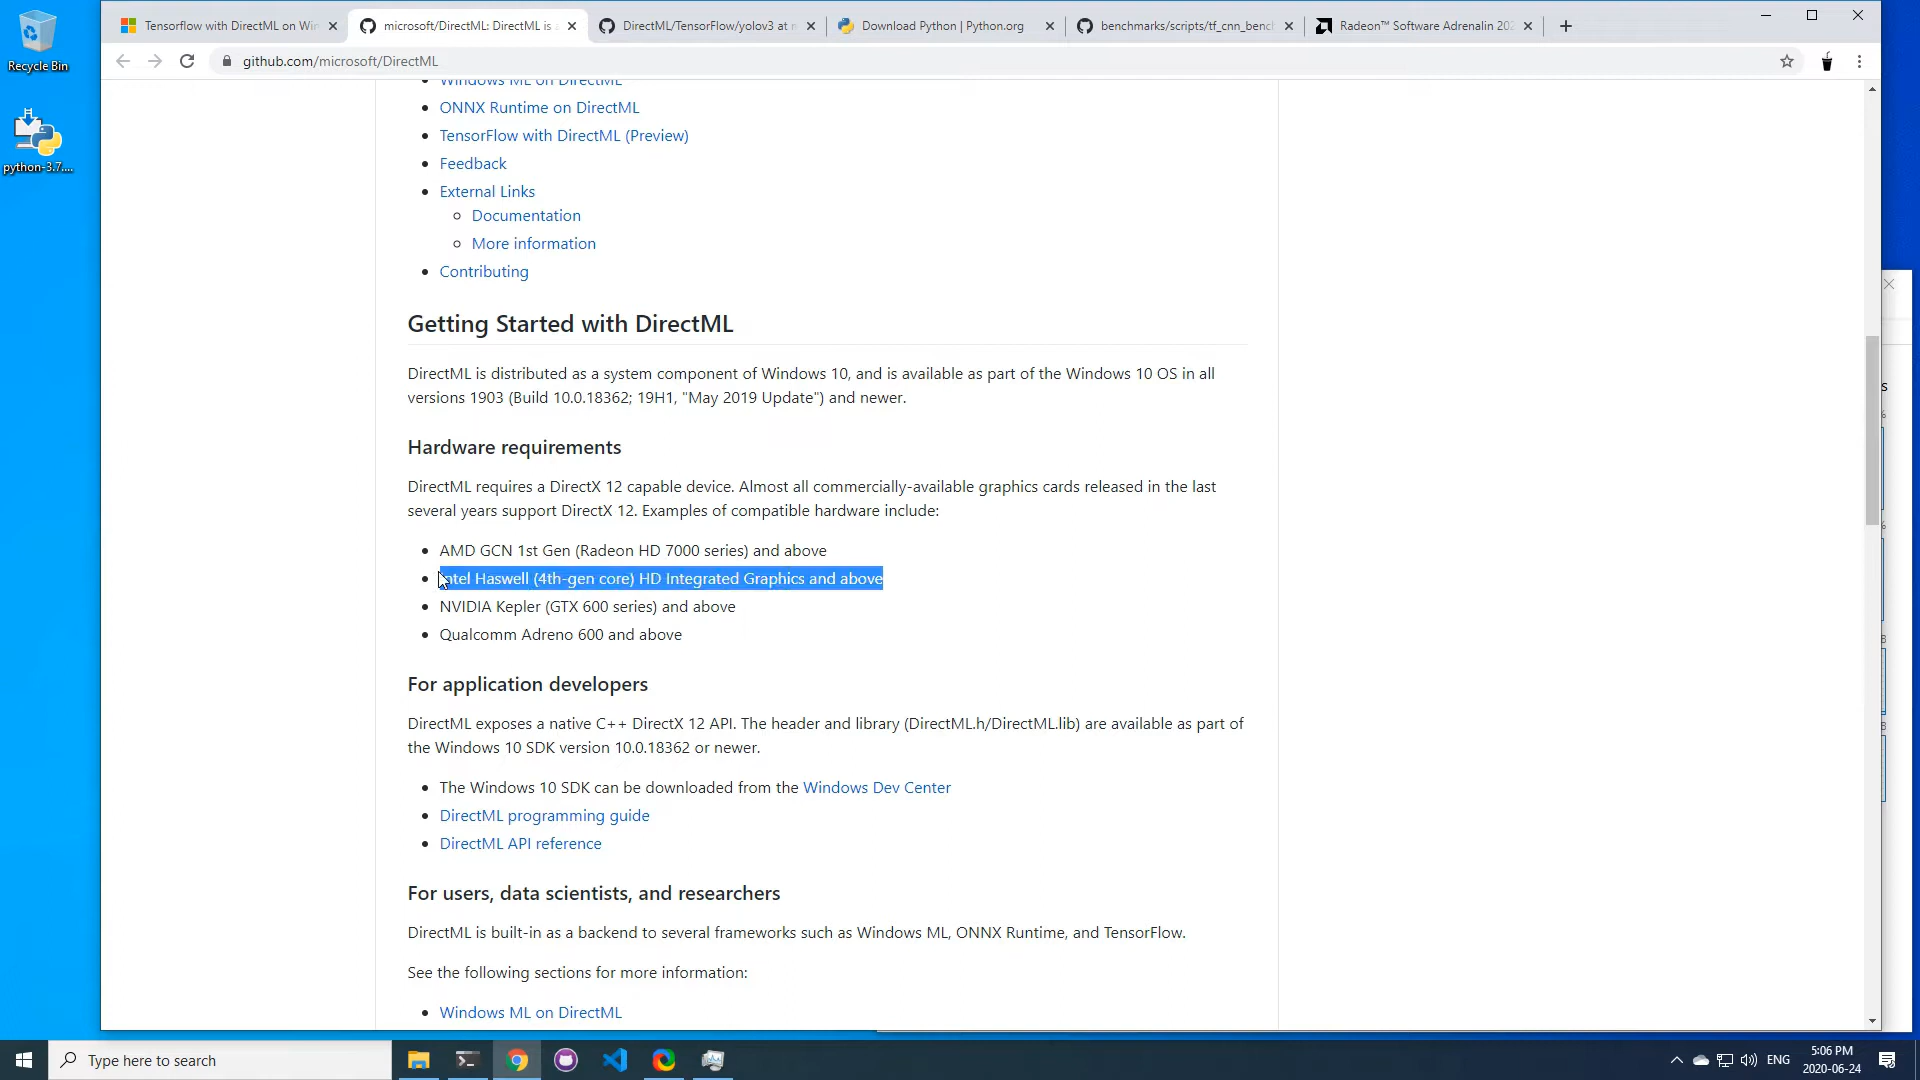 Recycle Bin
python-3.7....
Tensorflow with DirectML on Win
microsoft/DirectML: DirectML is a
DirectML/TensorFlow/yolov3 at m
Download Python | Python.org
benchmarks/scripts/tf_cnn_bench
Radeon™ Software Adrenalin 202
github.com/microsoft/DirectML
Windows ML on DirectML
ONNX Runtime on DirectML
TensorFlow with DirectML (Preview)
Feedback
External Links
Documentation
More information
Contributing
Getting Started with DirectML
DirectML is distributed as a system component of Windows 10, and is available as part of the Windows 10 OS in all
versions 1903 (Build 10.0.18362; 19H1, "May 2019 Update") and newer.
Hardware requirements
DirectML requires a DirectX 12 capable device. Almost all commercially-available graphics cards released in the last
several years support DirectX 12. Examples of compatible hardware include:
AMD GCN 1st Gen (Radeon HD 7000 series) and above
Intel Haswell (4th-gen core) HD Integrated Graphics and above
NVIDIA Kepler (GTX 600 series) and above
Qualcomm Adreno 600 and above
For application developers
DirectML exposes a native C++ DirectX 12 API. The header and library (DirectML.h/DirectML.lib) are available as part of
the Windows 10 SDK version 10.0.18362 or newer.
The Windows 10 SDK can be downloaded from the Windows Dev Center
DirectML programming guide
DirectML API reference
For users, data scientists, and researchers
DirectML is built-in as a backend to several frameworks such as Windows ML, ONNX Runtime, and TensorFlow.
See the following sections for more information:
Windows ML on DirectML
Type here to search
ENG
5:06 PM
2020-06-24